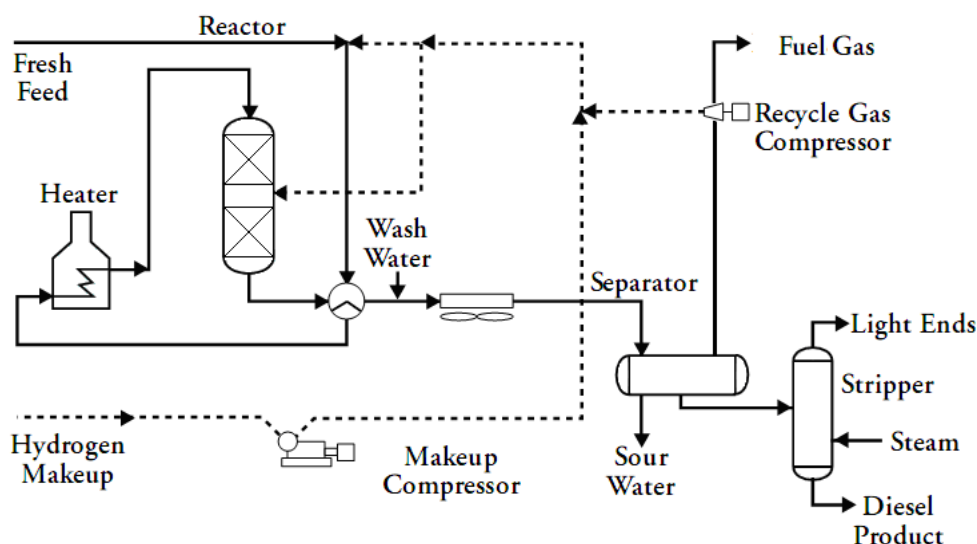 Reactor
Fresh
Feed
Fuel Gas
Recycle Gas
Compressor
Heater
Wash
Water
Separator
Light Ends
Stripper
Steam
Hydrogen
Makeup
Makeup
Compressor
Sour
Water
Diesel
Product